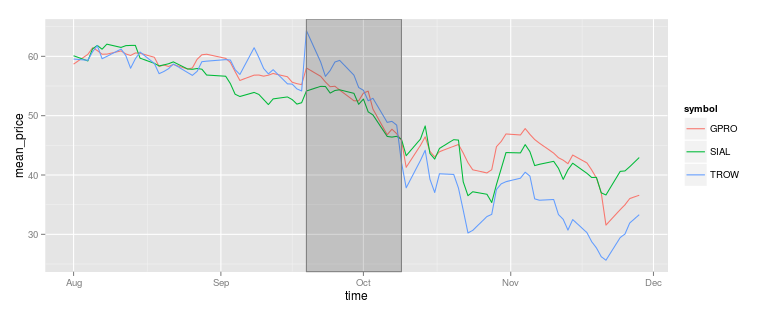 60
50
40
30
mean_price
Aug
Sep
Oct
Nov
Dec
time
symbol
GPRO
SIAL
TROW